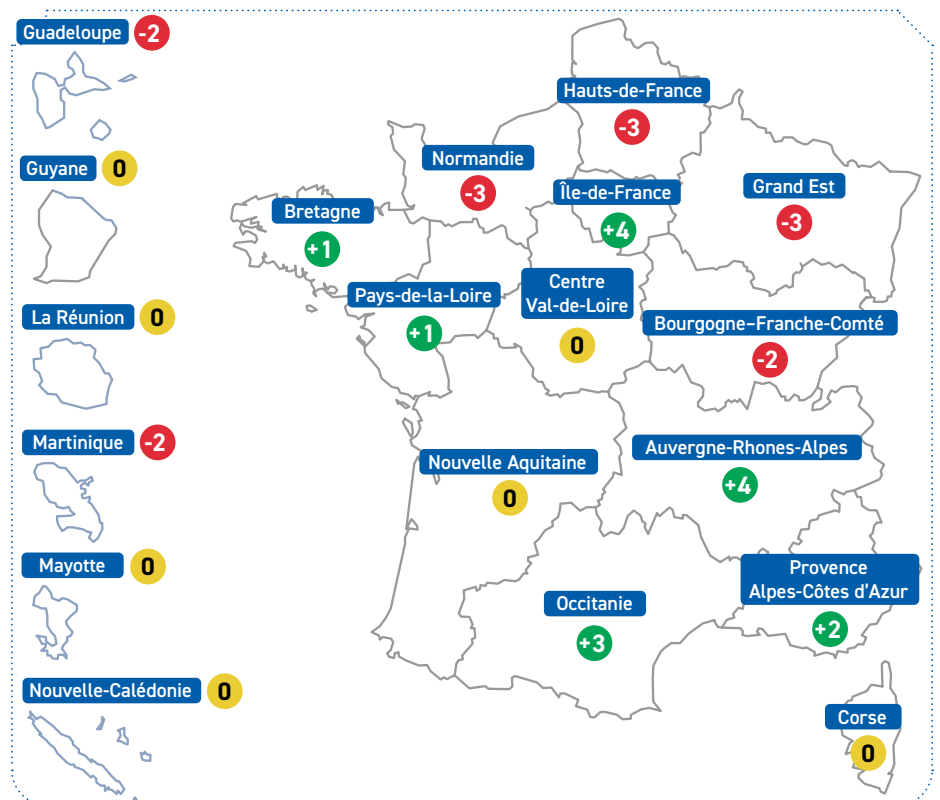 Guadeloupe -2
Guyane 0
La Réunion 0
Martinique -2
Mayotte 0
Nouvelle-Calédonie 0
Hauts-de-France
-3
Normandie
-3
Île-de-France
+4
Grand Est
-3
Bretagne
+1
Pays-de-la-Loire
+1
Centre
Val-de-Loire
0
Bourgogne–Franche-Comté
-2
Auvergne-Rhones-Alpes
+4
Nouvelle Aquitaine
0
Occitanie
+3
Provence
Alpes-Côtes d'Azur
+2
Corse
0